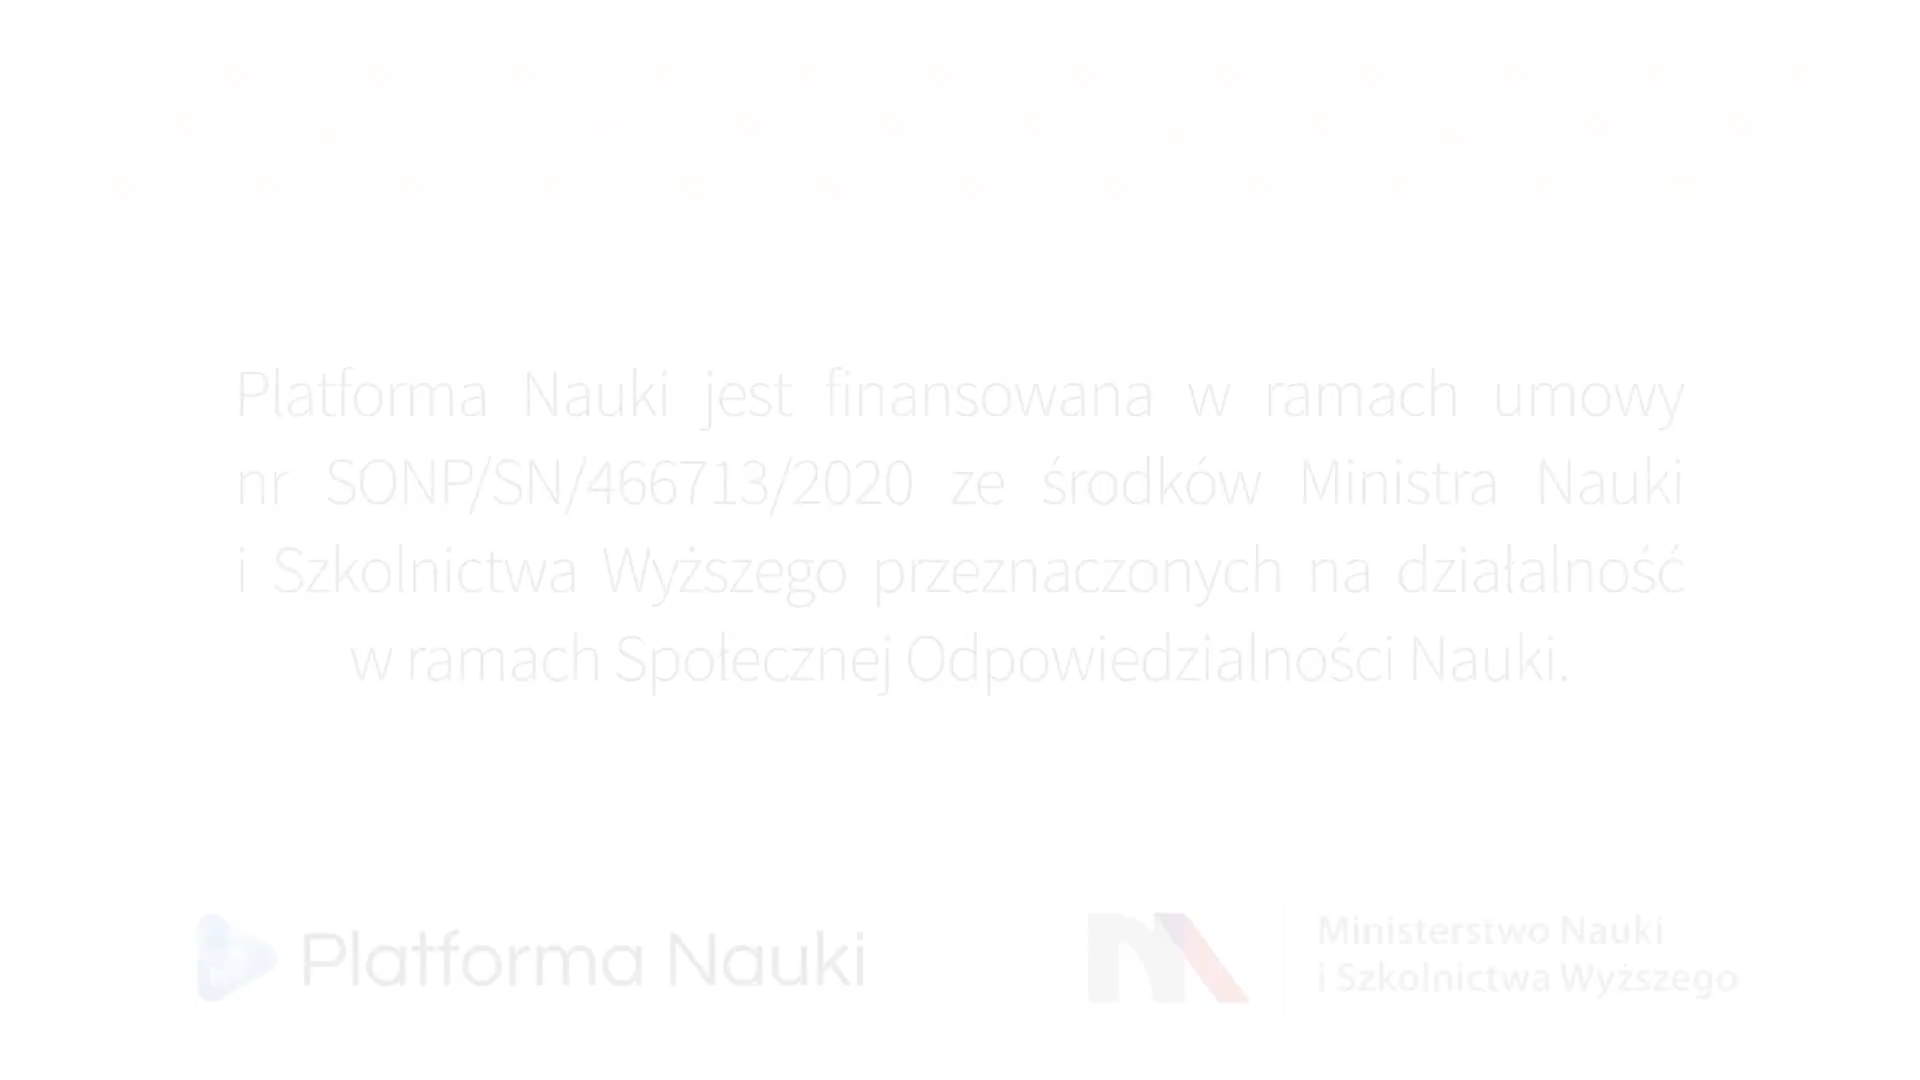 Platforma Nauki jest finansowana w ramach umowy
nr SONP/SN/466713/2020 ze środków Ministra Nauki
i Szkolnictwa Wyższego przeznaczonych na działalność
w ramach Społecznej Odpowiedzialności Nauki.
Platforma Nauki
Ministerstwo Nauki
i Szkolnictwa Wyższego